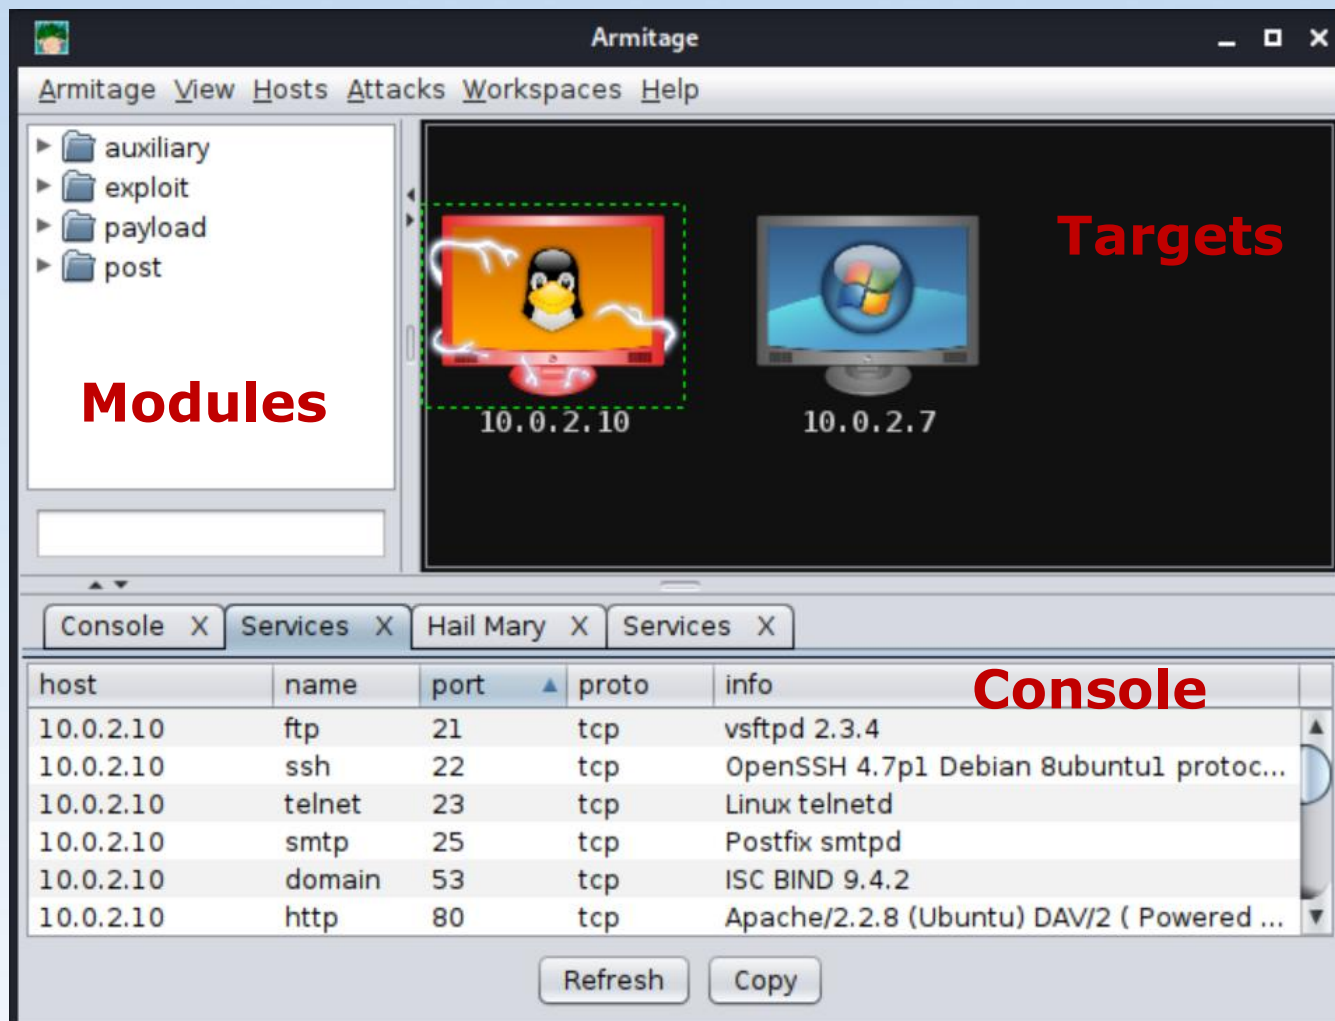 Armitage
Armitage View Hosts Attacks Workspaces Help
auxiliary
exploit
payload
post
Modules
Targets
10.0.2.10
10.0.2.7
Console X Services X Hail Mary X Services X
host name port proto info
Console
10.0.2.10 ftp 21 tcp vsftpd 2.3.4
10.0.2.10 ssh 22 tcp OpenSSH 4.7p1 Debian 8ubuntu1 protoc...
10.0.2.10 telnet 23 tcp Linux telnetd
10.0.2.10 smtp 25 tcp Postfix smtpd
10.0.2.10 domain 53 tcp ISC BIND 9.4.2
10.0.2.10 http 80 tcp Apache/2.2.8 (Ubuntu) DAV/2 ( Powered ...
Refresh Copy